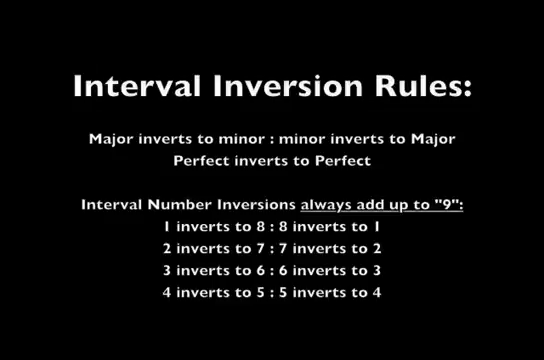 Interval Inversion Rules:
Major inverts to minor : minor inverts to Major
Perfect inverts to Perfect
Interval Number Inversions always add up to "9":
1 inverts to 8 : 8 inverts to 1
2 inverts to 7 : 7 inverts to 2
3 inverts to 6 : 6 inverts to 3
4 inverts to 5 : 5 inverts to 4